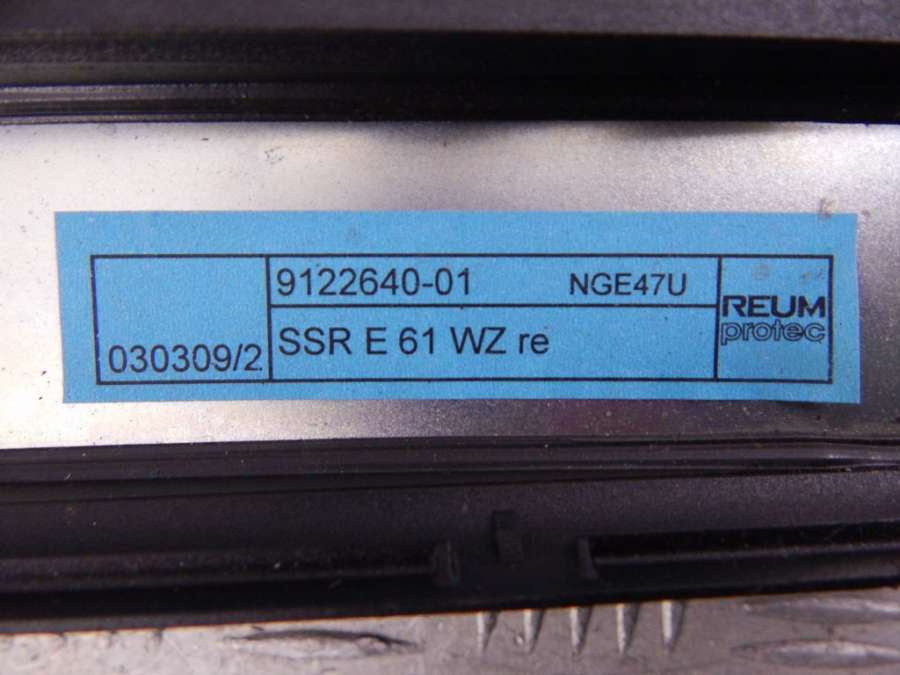 9122640-01 NGE47U
SSR E 61 WZ re
030309/2
REUM
protec